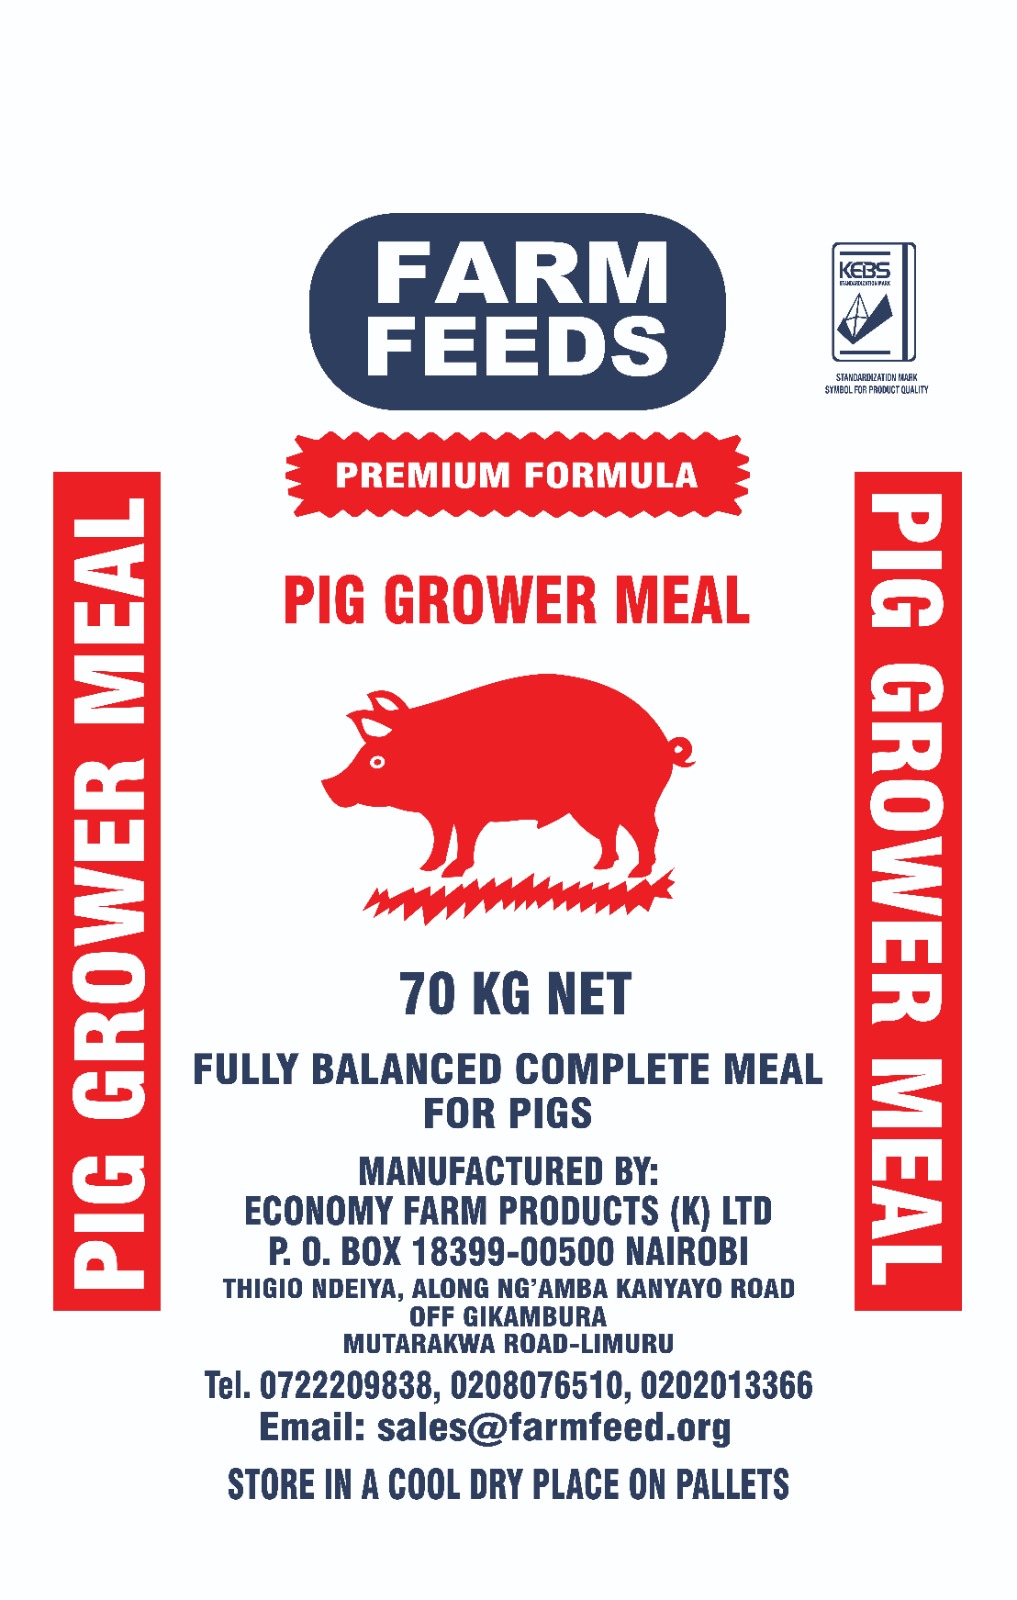 FARM
FEEDS
KEBS
STANDARDIZATION MARK
STANDARDIZATION MARK
SYMBOL FOR PRODUCT QUALITY
PREMIUM FORMULA
PIG GROWER MEAL
PIG GROWER MEAL
PIG GROWER MEAL
70 KG NET
FULLY BALANCED COMPLETE MEAL
FOR PIGS
MANUFACTURED BY:
ECONOMY FARM PRODUCTS (K) LTD
P. O. BOX 18399-00500 NAIROBI
THIGIO NDEIYA, ALONG NG'AMBA KANYAYO ROAD
OFF GIKAMBURA
MUTARAKWA ROAD-LIMURU
Tel. 0722209838, 0208076510, 0202013366
Email: sales@farmfeed.org
STORE IN A COOL DRY PLACE ON PALLETS